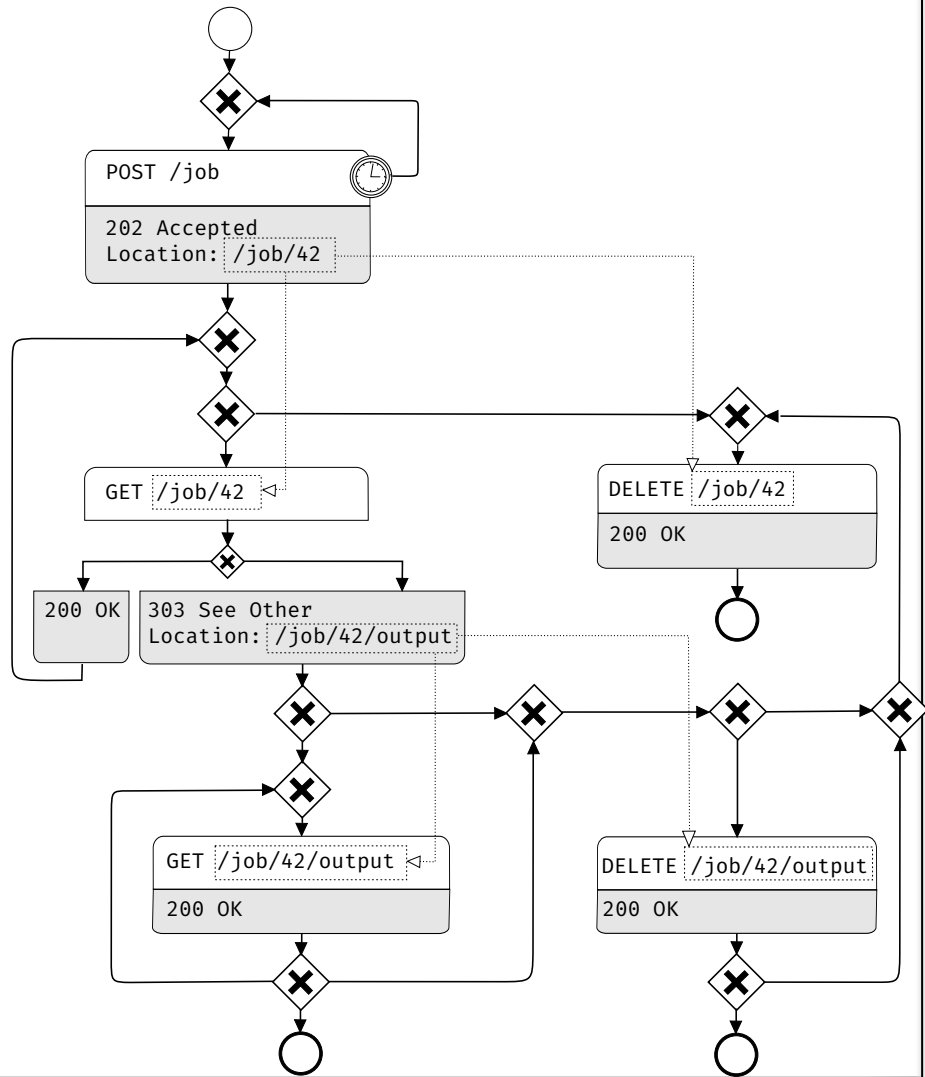 POST /job
202 Accepted
Location: /job/42
GET /job/42
DELETE /job/42
200 OK
200 OK
303 See Other
Location: /job/42/output
GET /job/42/output
200 OK
DELETE /job/42/output
200 OK